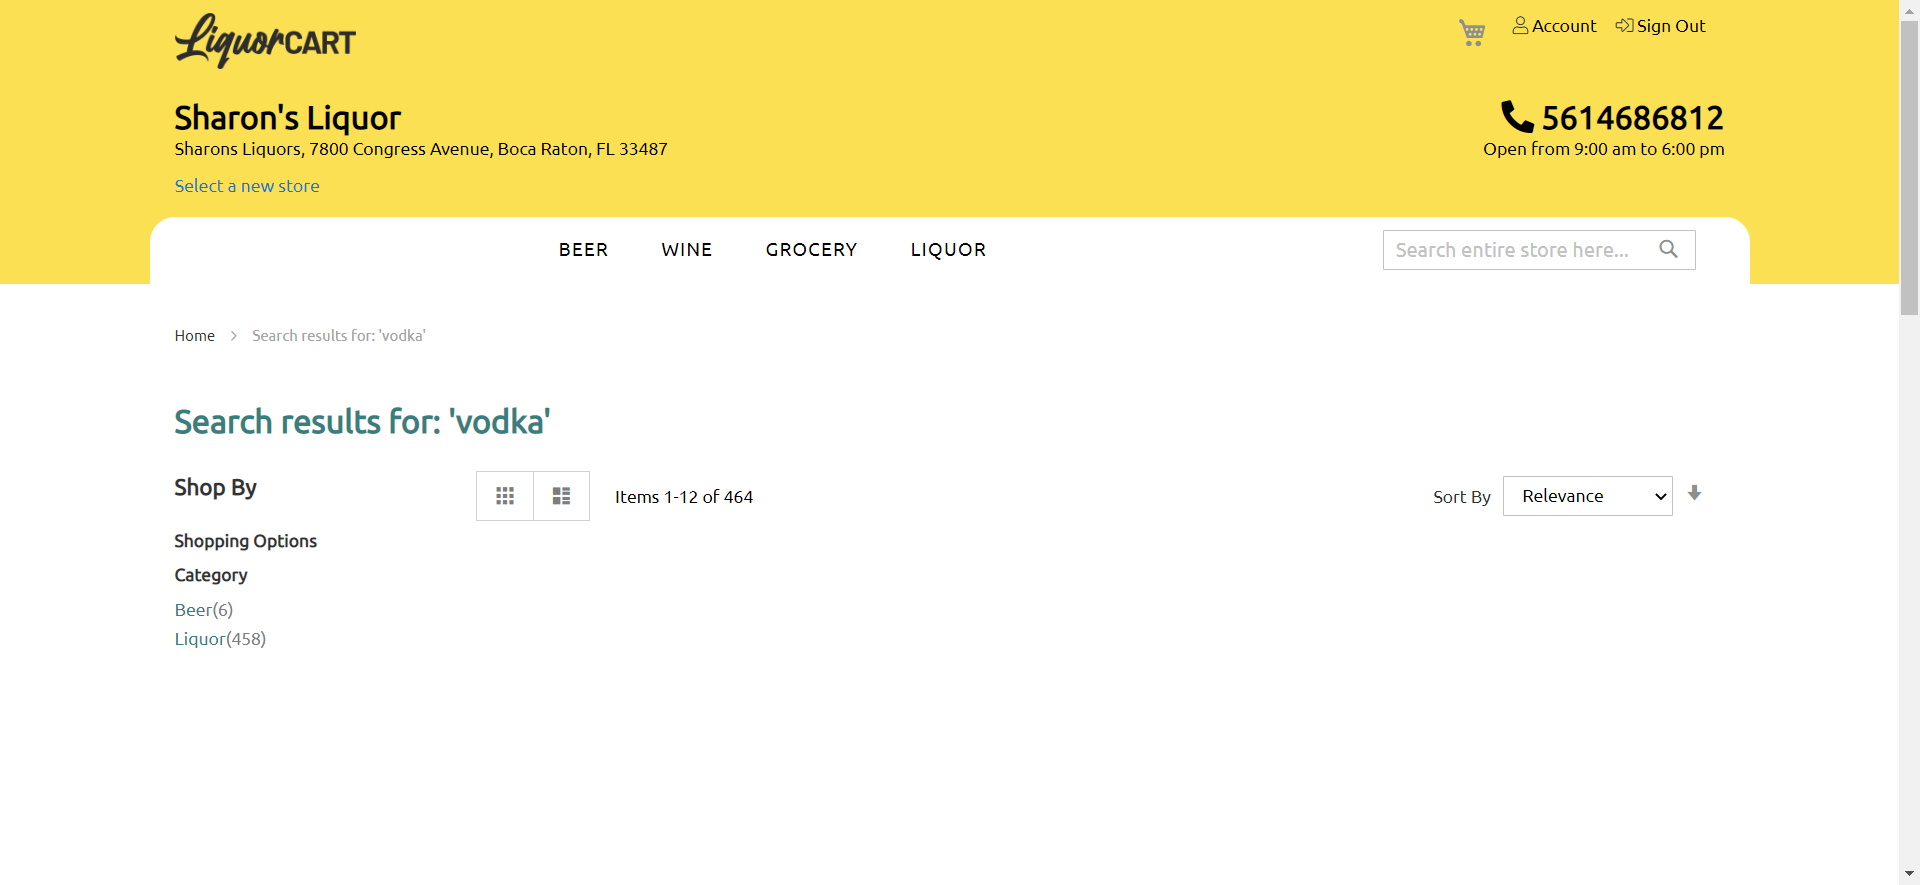 LiquorCART
Account
Sign Out
Sharon's Liquor
5614686812
Sharons Liquors, 7800 Congress Avenue, Boca Raton, FL 33487
Open from 9:00 am to 6:00 pm
Select a new store
BEER WINE GROCERY LIQUOR
Search entire store here...
Home
Search results for: 'vodka'
Search results for: 'vodka'
Shop By
Items 1-12 of 464
Sort By
Relevance
Shopping Options
Category
Beer(6)
Liquor(458)